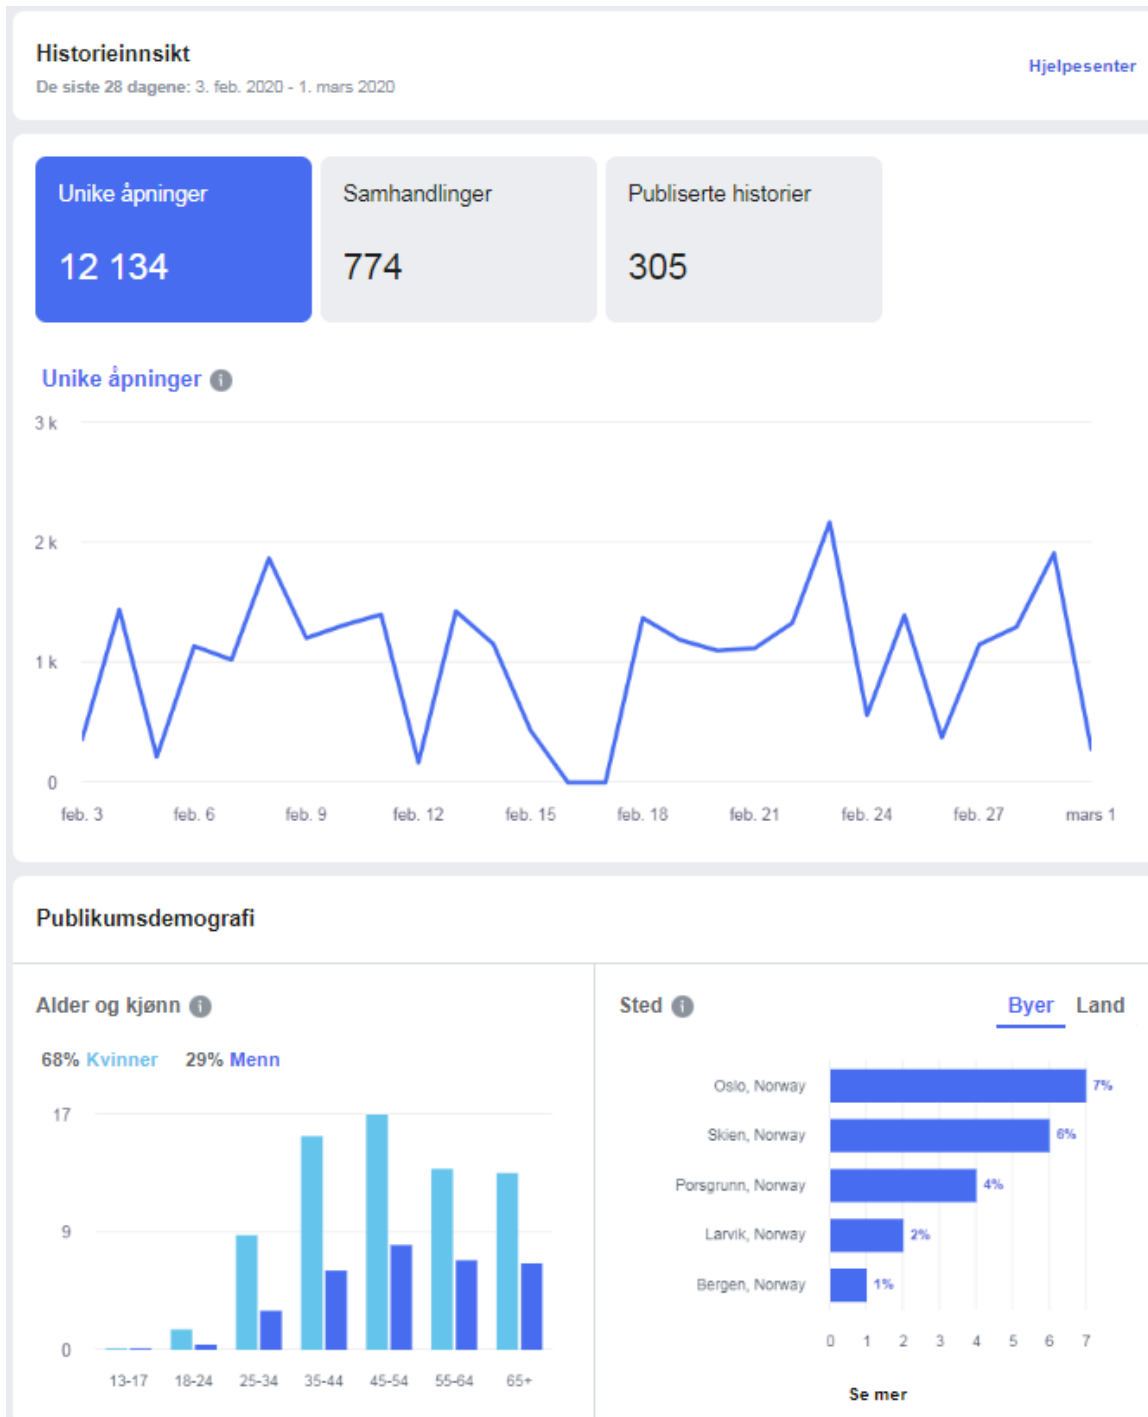 Historieinnsikt
De siste 28 dagene: 3. feb. 2020 - 1. mars 2020
Hjelpesenter
Unike åpninger
12 134
Samhandlinger
774
Publiserte historier
305
Unike åpninger
3 k
2 k
1 k
0
feb. 3 feb. 6 feb. 9 feb. 12 feb. 15 feb. 18 feb. 21 feb. 24 feb. 27 mars 1
Publikumsdemografi
Alder og kjønn
68% Kvinner 29% Menn
17
9
0
13-17 18-24 25-34 35-44 45-54 55-64 65+
Sted
Byer Land
Oslo, Norway 7%
Skien, Norway 6%
Porsgrunn, Norway 4%
Larvik, Norway 2%
Bergen, Norway 1%
0 1 2 3 4 5 6 7
Se mer